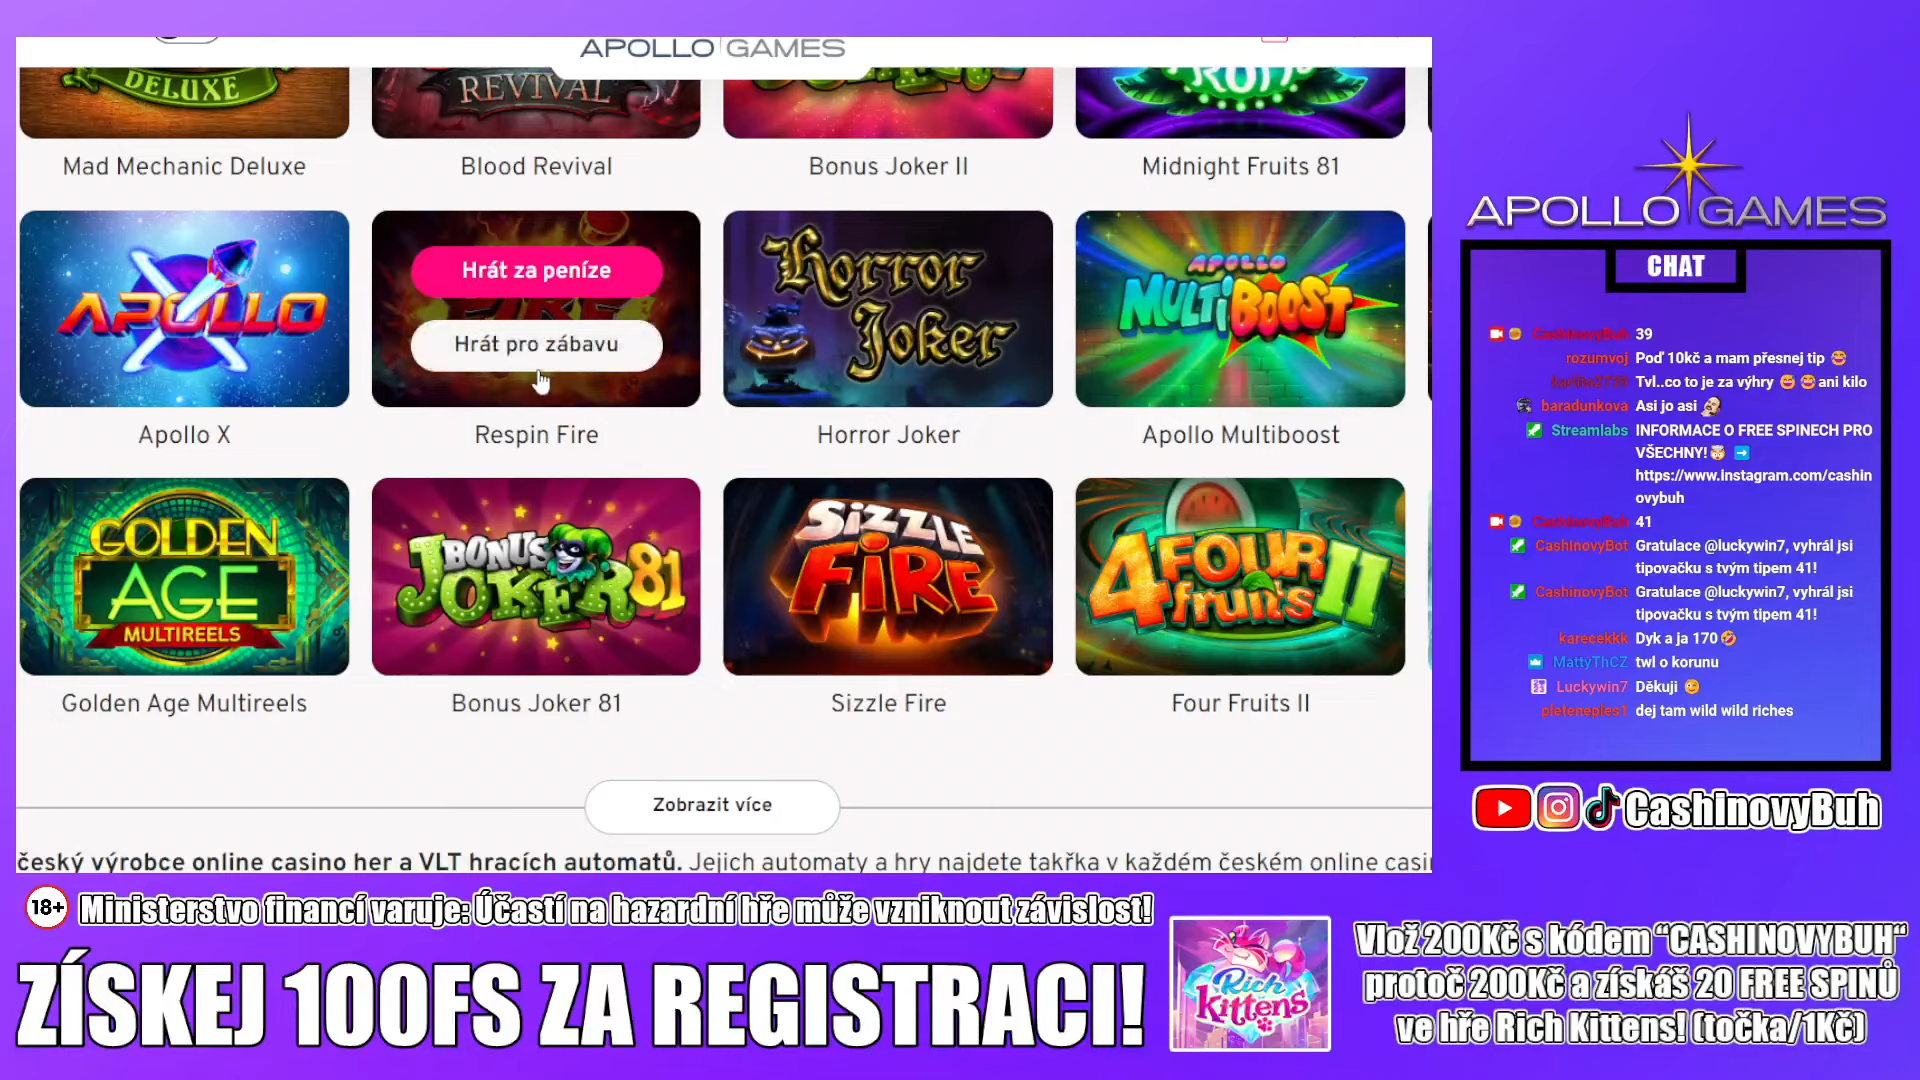 APOLLO GAMES
DELUXE
REVIVAL
Mad Mechanic Deluxe
Blood Revival
Bonus Joker II
Midnight Fruits 81
APOLLO
Hrát za peníze
Hrát pro zábavu
Horror
Joker
APOLLO
MULTIBOOST
Apollo X
Respin Fire
Horror Joker
Apollo Multiboost
GOLDEN
AGE
MULTIREELS
BONUS
JOKER 81
SIZZLE
FIRE
4 FOUR
fruits II
Golden Age Multireels
Bonus Joker 81
Sizzle Fire
Four Fruits II
Zobrazit více
český výrobce online casino her a VLT hracích automatů. Jejich automaty a hry najdete takřka v každém českém online
APOLLO GAMES
CHAT
CashinovyBuh 39
rozumvoj Poď 10kč a mam přesnej tip
Tvl..co to je za výhry ani kilo
baradunkova Asi jo asi
Streamlabs INFORMACE O FREE SPINECH PRO
VŠECHNY!
https://www.instagram.com/cashin
ovybuh
CashinovyBuh 41
CashinovyBot Gratulace @luckywin7, vyhrál jsi
tipovačku s tvým tipem 41!
CashinovyBot Gratulace @luckywin7, vyhrál jsi
tipovačku s tvým tipem 41!
karecekkk Dyk a ja 170
MattyThCZ twl o korunu
Luckywin7 Děkuji
pleteneples1 dej tam wild wild riches
CashInovyBuh
18+ Ministerstvo financí varuje: Účastí na hazardní hře může vzniknout závislost!
ZÍSKEJ 100FS ZA REGISTRACI!
Rich
Kittens
Vlož 200Kč s kódem “CASHINOVYBUH“
protoč 200Kč a získáš 20 FREE SPINŮ
ve hře Rich Kittens! (točka/1Kč)